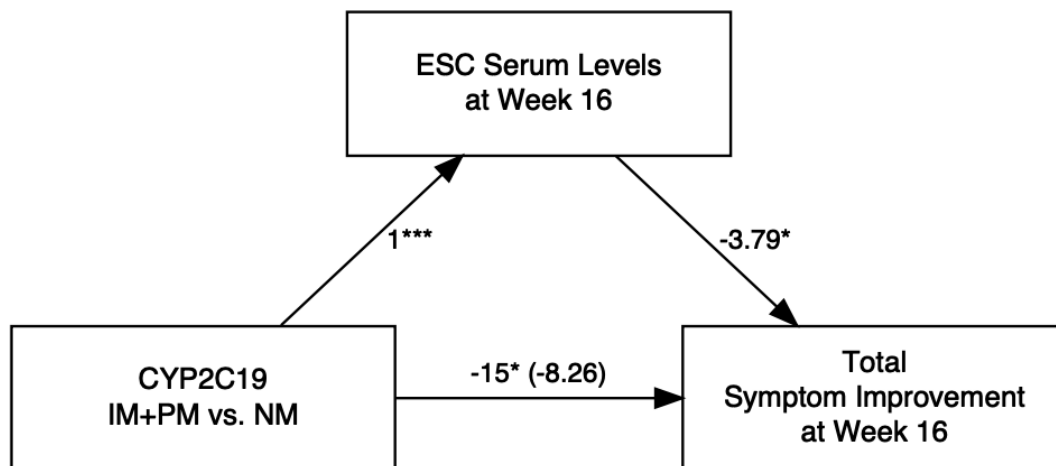 ESC Serum Levels
at Week 16
1***
-3.79*
CYP2C19
IM+PM vs. NM
-15* (-8.26)
Total
Symptom Improvement
at Week 16